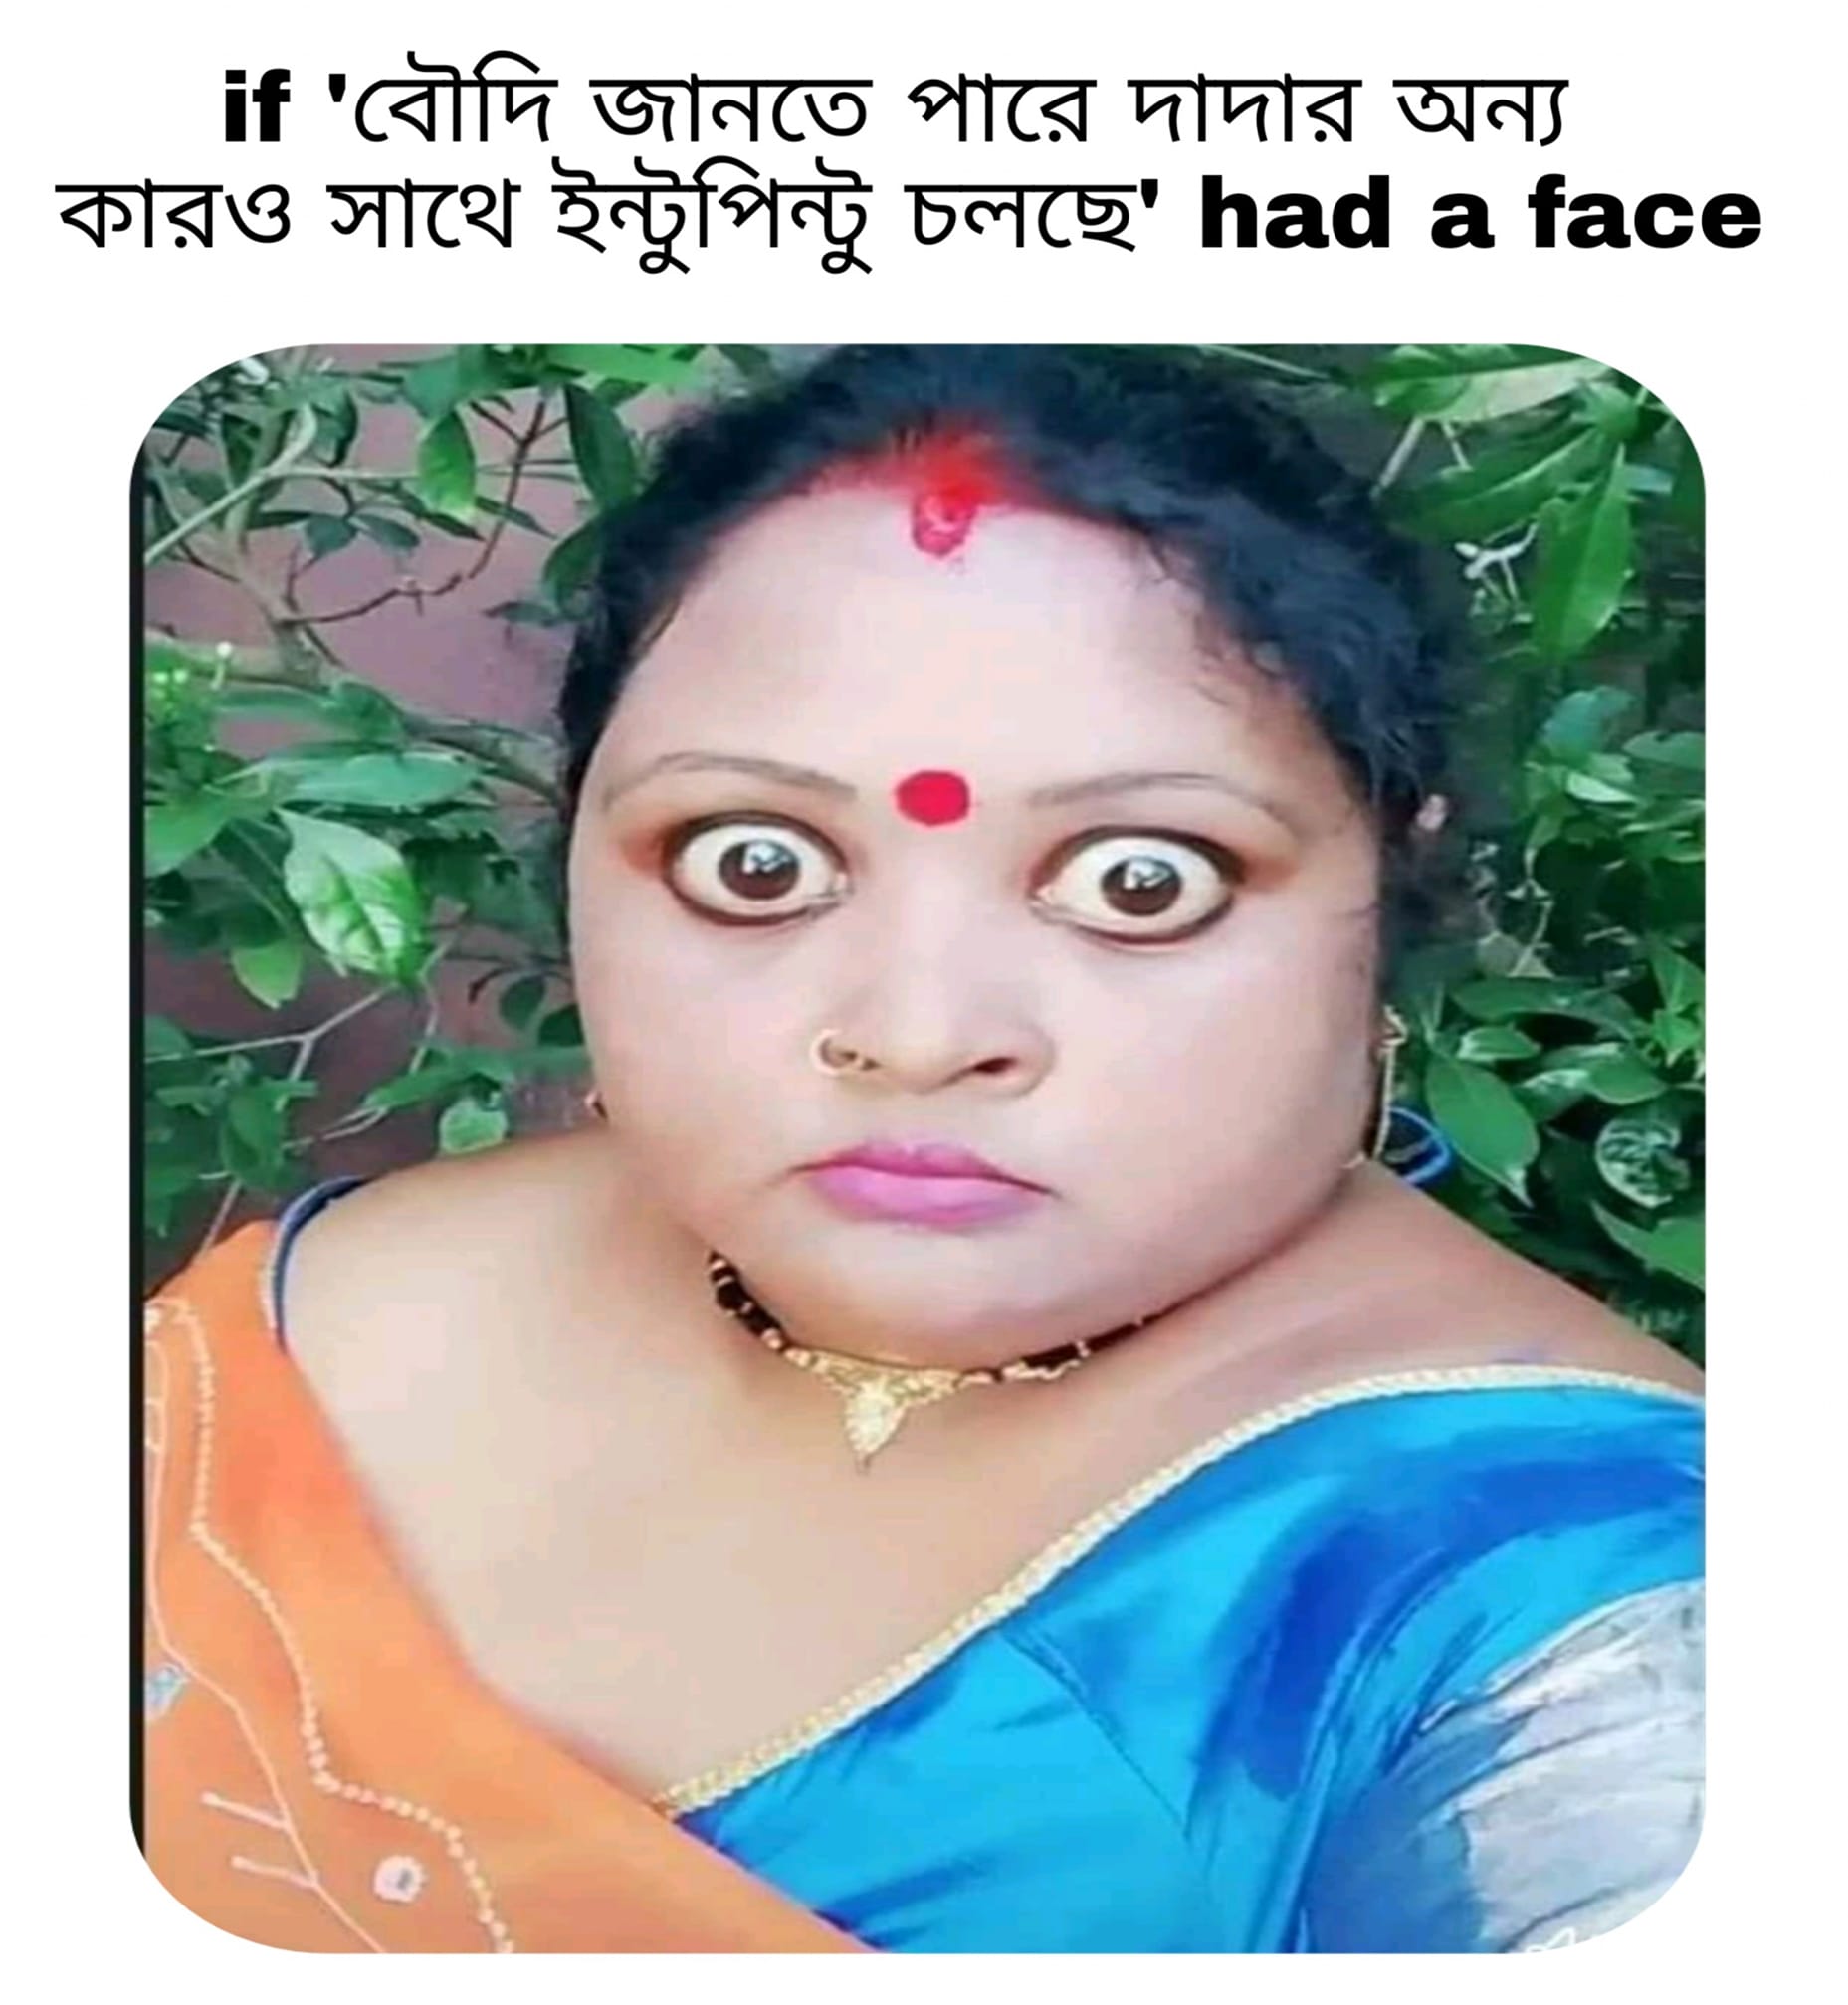 if 'বৌদি জানতে পারে দাদার অন্য
কারও সাথে ইন্টুপিন্টু চলছে' had a face